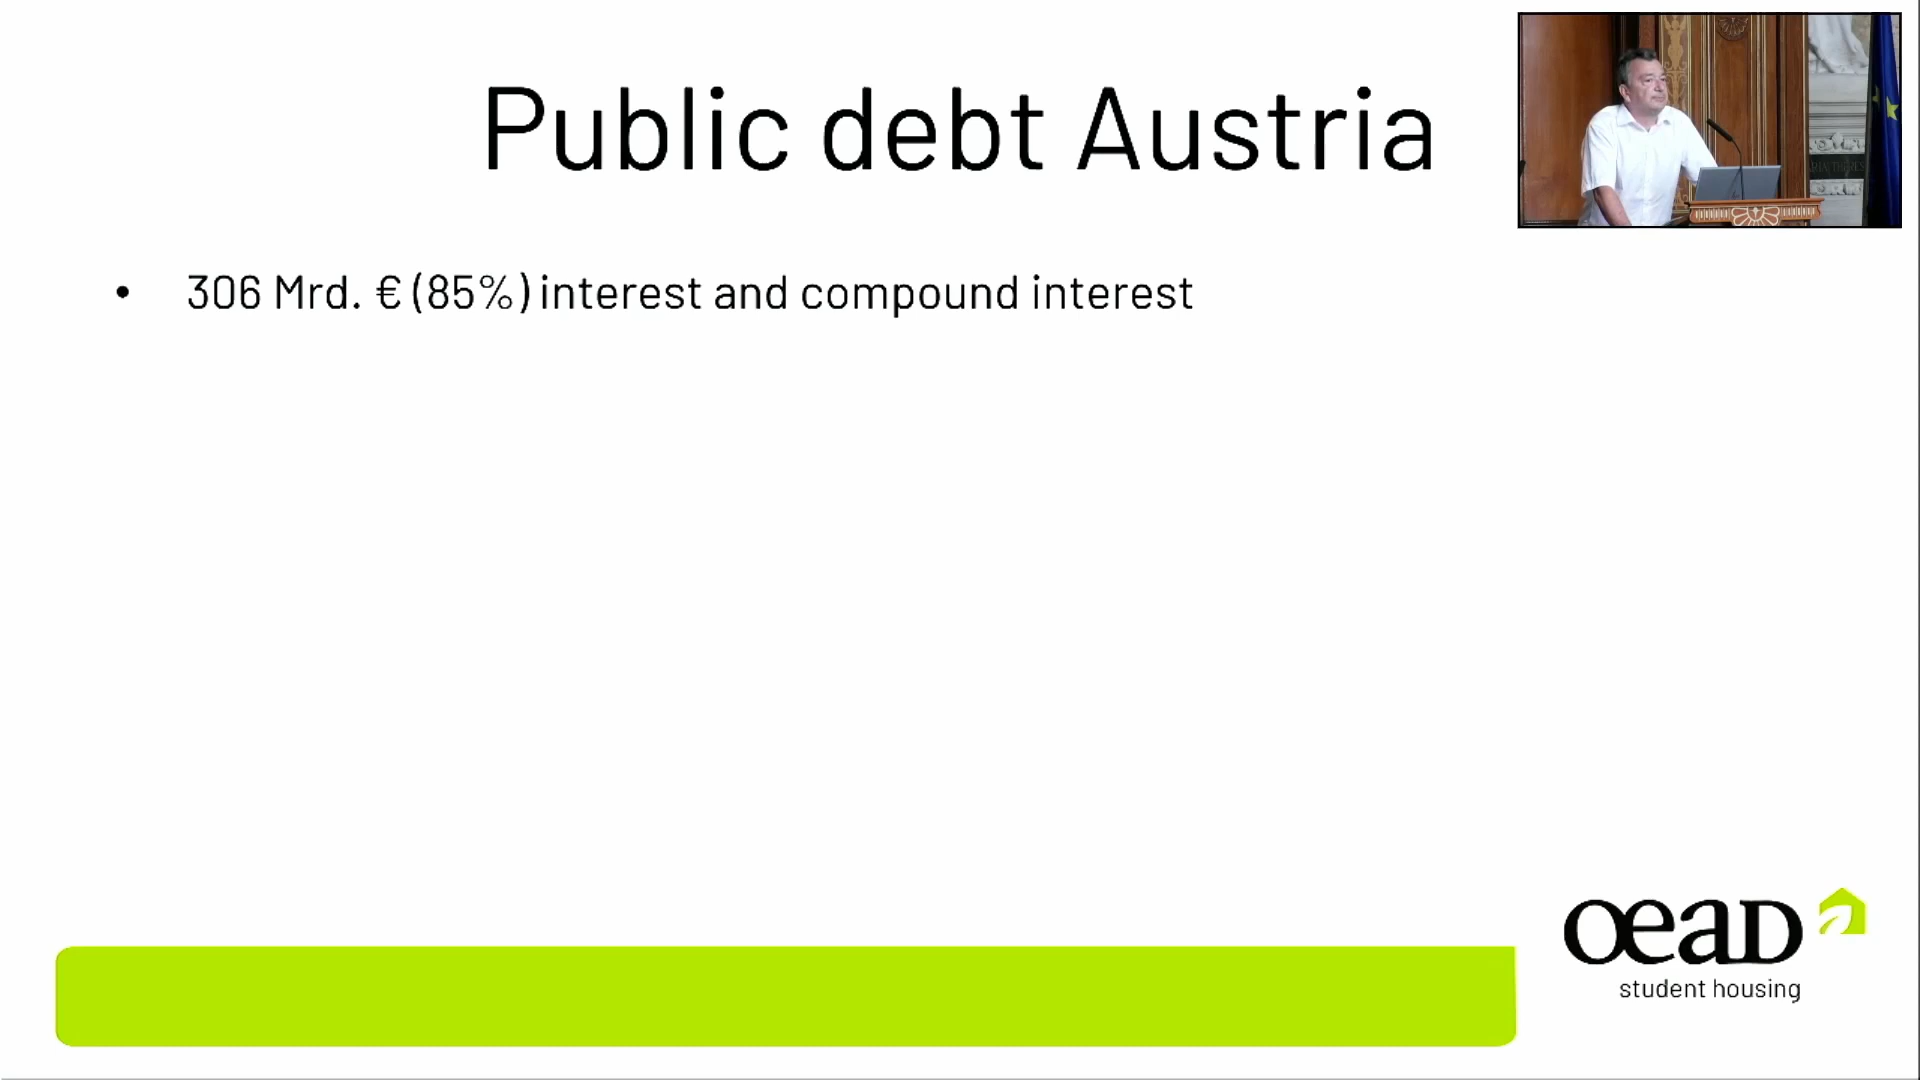 Public debt Austria
• 306 Mrd. € (85%) interest and compound interest
OeAD
student housing